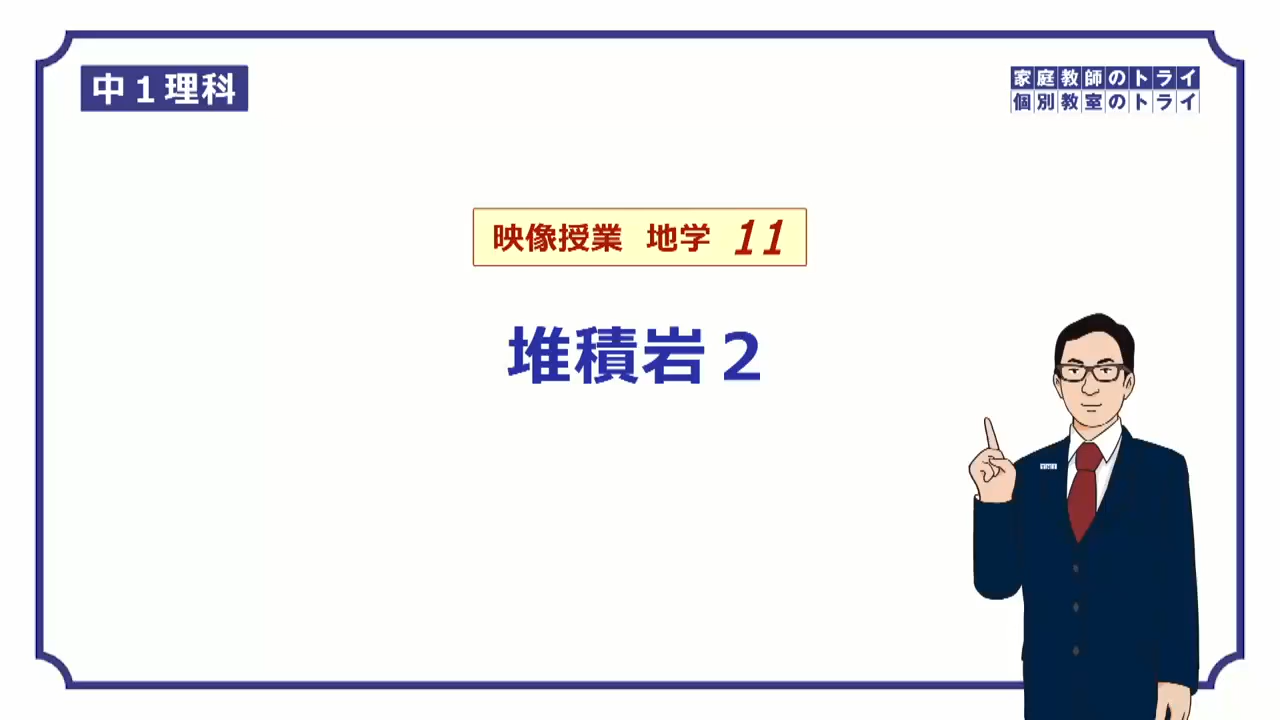 中１理科
家庭教師のトライ
個別教室のトライ
映像授業 地学 11
堆積岩２